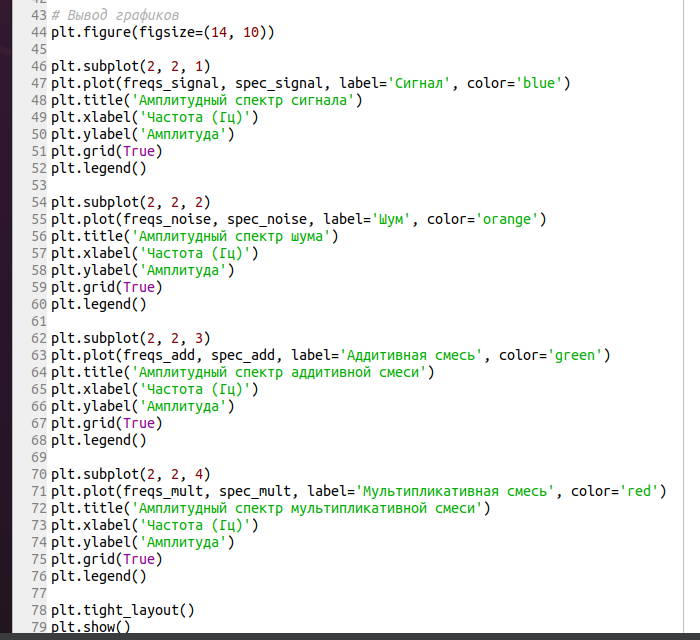 43 # Вывод графиков
44 plt.figure(figsize=(14, 10))
45
46 plt.subplot(2, 2, 1)
47 plt.plot(freqs_signal, spec_signal, label='Сигнал', color='blue')
48 plt.title('Амплитудный спектр сигнала')
49 plt.xlabel('Частота (Гц)')
50 plt.ylabel('Амплитуда')
51 plt.grid(True)
52 plt.legend()
53
54 plt.subplot(2, 2, 2)
55 plt.plot(freqs_noise, spec_noise, label='Шум', color='orange')
56 plt.title('Амплитудный спектр шума')
57 plt.xlabel('Частота (Гц)')
58 plt.ylabel('Амплитуда')
59 plt.grid(True)
60 plt.legend()
61
62 plt.subplot(2, 2, 3)
63 plt.plot(freqs_add, spec_add, label='Аддитивная смесь', color='green')
64 plt.title('Амплитудный спектр аддитивной смеси')
65 plt.xlabel('Частота (Гц)')
66 plt.ylabel('Амплитуда')
67 plt.grid(True)
68 plt.legend()
69
70 plt.subplot(2, 2, 4)
71 plt.plot(freqs_mult, spec_mult, label='Мультипликативная смесь', color='red')
72 plt.title('Амплитудный спектр мультипликативной смеси')
73 plt.xlabel('Частота (Гц)')
74 plt.ylabel('Амплитуда')
75 plt.grid(True)
76 plt.legend()
77
78 plt.tight_layout()
79 plt.show()